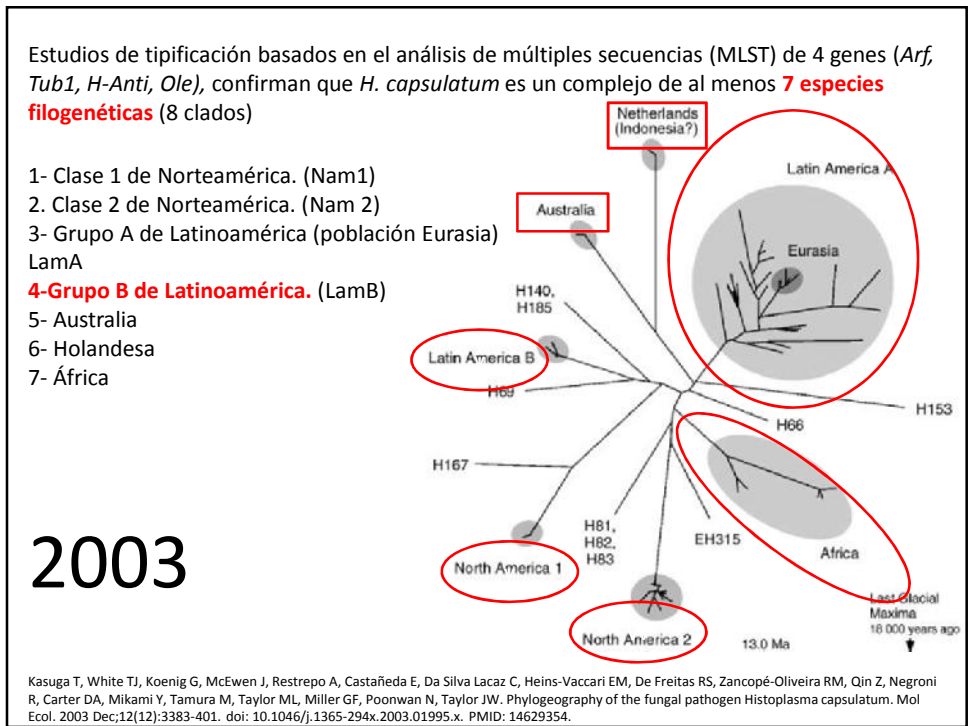 Estudios de tipificación basados en el análisis de múltiples secuencias (MLST) de 4 genes (Arf,
Tub1, H-Anti, Ole), confirman que H. capsulatum es un complejo de al menos 7 especies
filogenéticas (8 clados)
1- Clase 1 de Norteamérica. (Nam1)
2. Clase 2 de Norteamérica. (Nam 2)
3- Grupo A de Latinoamérica (población Eurasia)
LamA
4-Grupo B de Latinoamérica. (LamB)
5- Australia
6- Holandesa
7- África
2003
Netherlands
(Indonesia?)
Latin America A
Australia
Eurasia
H140,
H185
Latin America B
H69
H153
H66
H167
H81,
H82,
H83
EH315
Africa
North America 1
North America 2
13.0 Ma
Last Glacial
Maxima
18 000 years ago
Kasuga T, White TJ, Koenig G, McEwen J, Restrepo A, Castañeda E, Da Silva Lacaz C, Heins-Vaccari EM, De Freitas RS, Zancopé-Oliveira RM, Qin Z, Negroni
R, Carter DA, Mikami Y, Tamura M, Taylor ML, Miller GF, Poonwan N, Taylor JW. Phylogeography of the fungal pathogen Histoplasma capsulatum. Mol
Ecol. 2003 Dec;12(12):3383-401. doi: 10.1046/j.1365-294x.2003.01995.x. PMID: 14629354.